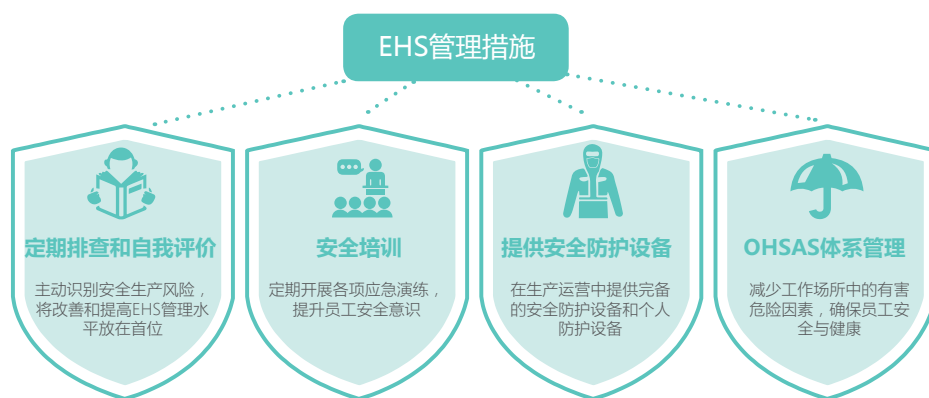 EHS管理措施
定期排查和自我评价
主动识别安全生产风险，
将改善和提高EHS管理水
平放在首位
安全培训
定期开展各项应急演练，
提升员工安全意识
提供安全防护设备
在生产运营中提供完备
的安全防护设备和个人
防护设备
OHSAS体系管理
减少工作场所中的有害
危险因素，确保员工安
全与健康